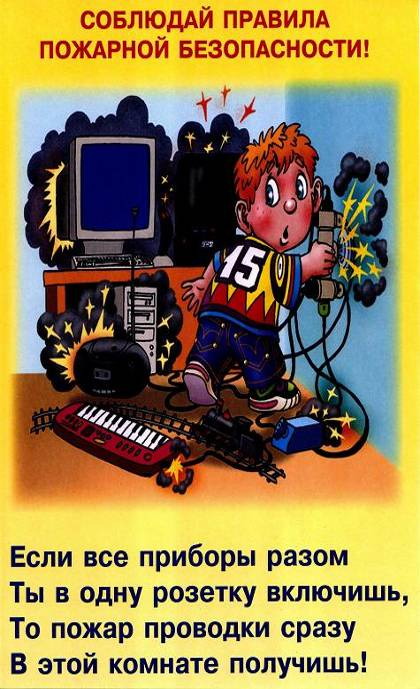 СОБЛЮДАЙ ПРАВИЛА
ПОЖАРНОЙ БЕЗОПАСНОСТИ!
15
Если все приборы разом
Ты в одну розетку включишь,
То пожар проводки сразу
В этой комнате получишь!